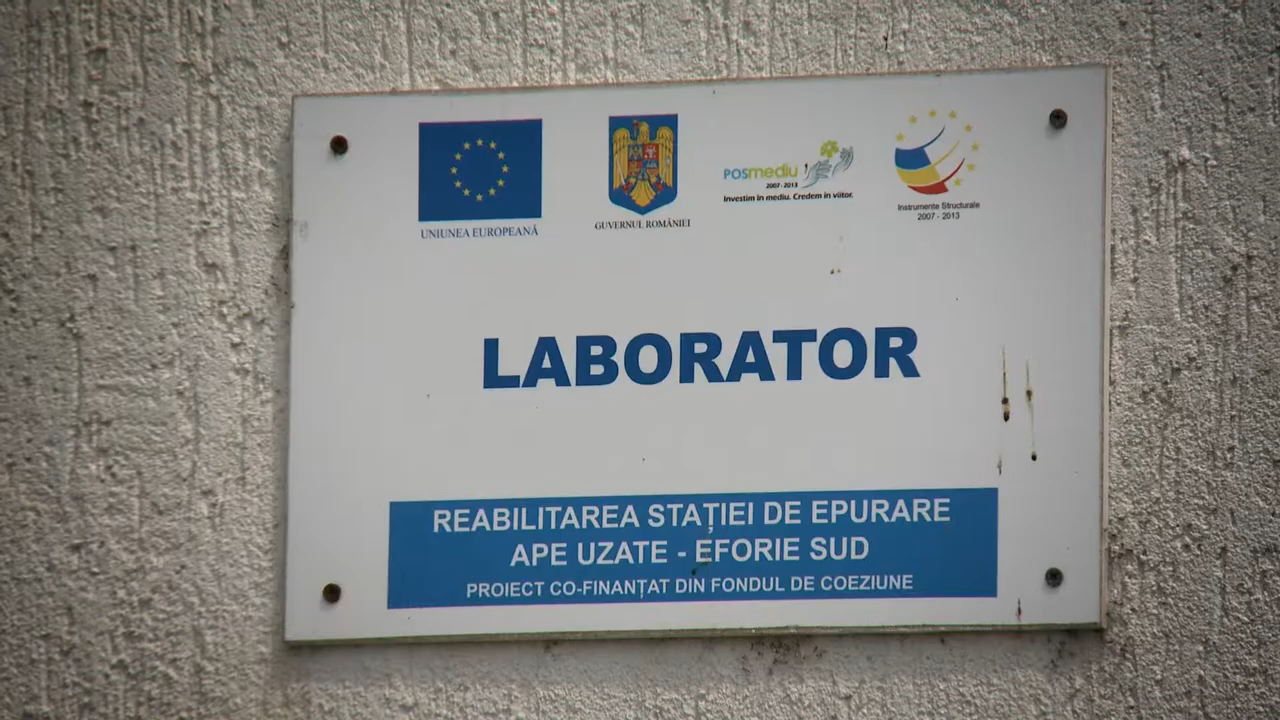 UNIUNEA EUROPEANĂ
GUVERNUL ROMÂNIEI
POSmediu
2007 - 2013
Investim în mediu. Credem în viitor.
Instrumente Structurale
2007 - 2013
LABORATOR
REABILITAREA STAȚIEI DE EPURARE
APE UZATE - EFORIE SUD
PROIECT CO-FINANȚAT DIN FONDUL DE COEZIUNE